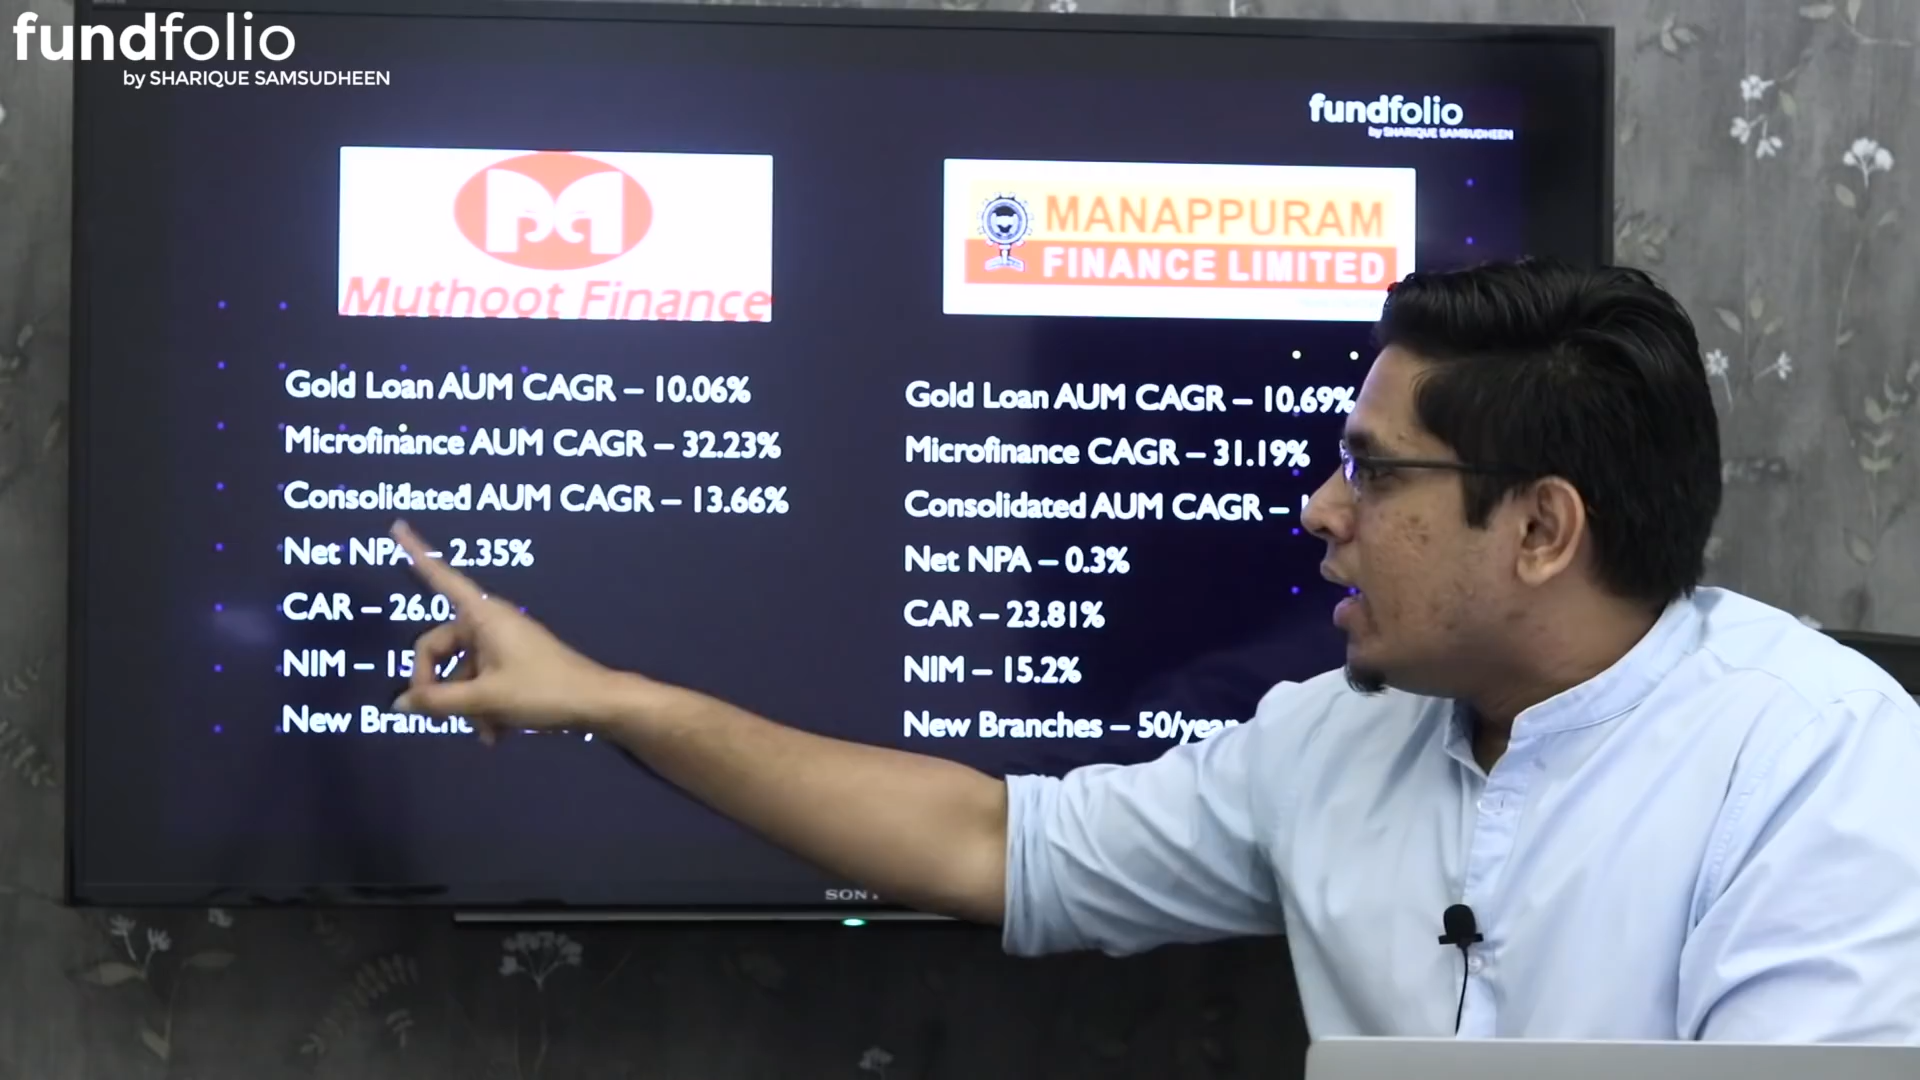 fundfolio
by SHARIQUE SAMSUDHEEN
fundfolio
by SHARIQUE SAMSUDHEEN
Muthoot Finance
Gold Loan AUM CAGR – 10.06%
Microfinance AUM CAGR – 32.23%
Consolidated AUM CAGR – 13.66%
Net NPA – 2.35%
CAR – 26.0
NIM – 15.
New
MANAPPURAM
FINANCE LIMITED
Gold Loan AUM CAGR – 10.69%
Microfinance CAGR – 31.19%
Consolidated AUM CAGR –
Net NPA – 0.3%
CAR – 23.81%
NIM – 15.2%
New Branches – 50/year
SONY